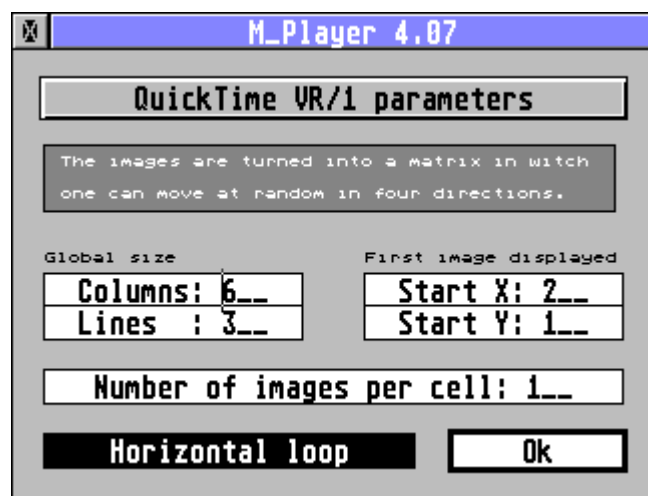 M_Player 4.07
QuickTime VR/1 parameters
The images are turned into a matrix in witch
one can move at random in four directions.
Global size
First image displayed
Columns: 6__
Start X: 2__
Lines  : 3__
Start Y: 1__
Number of images per cell: 1__
Horizontal loop
Ok